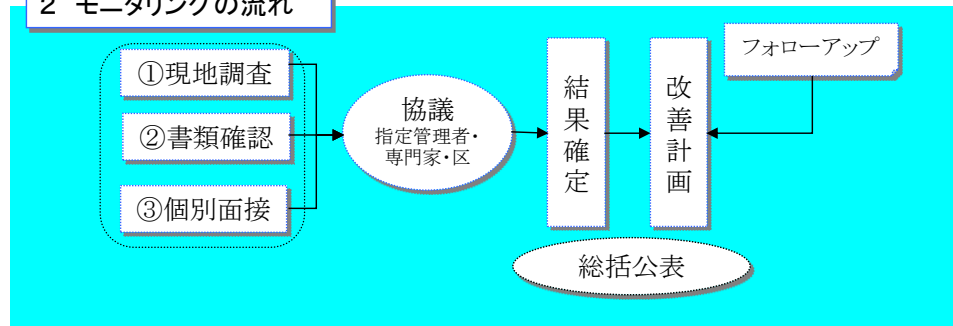 2 モニタリングの流れ
①現地調査
②書類確認
③個別面接
協議
指定管理者・
専門家・区
結果確定
改善計画
フォローアップ
総括公表